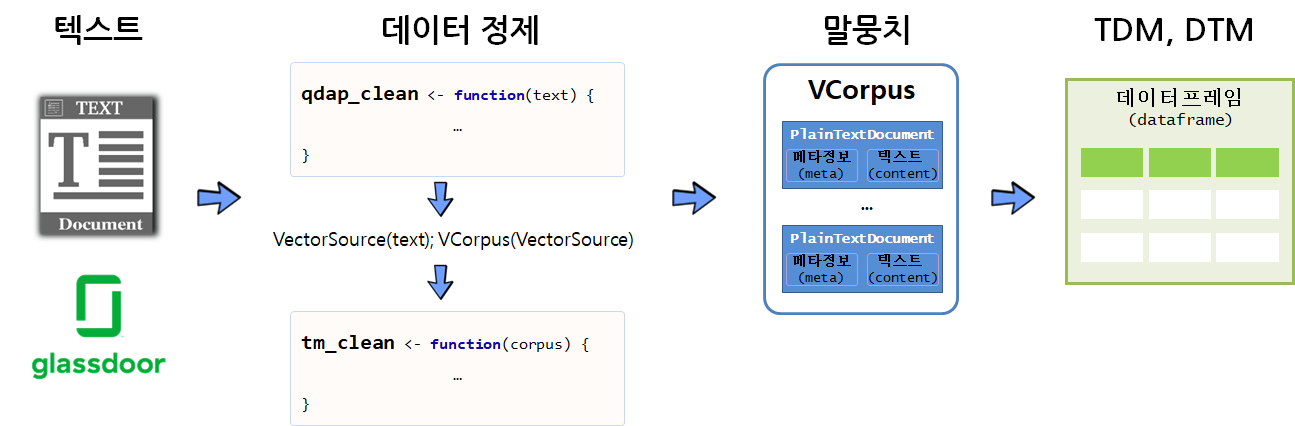 텍스트
TEXT
T
Document
glassdoor
데이터 정제
qdap_clean <- function(text) {
…
}
VectorSource(text); VCorpus(VectorSource)
tm_clean <- function(corpus) {
…
}
말뭉치
VCorpus
PlainTextDocument
메타정보 텍스트
(meta) (content)
…
PlainTextDocument
메타정보 텍스트
(meta) (content)
TDM, DTM
데이터프레임
(dataframe)